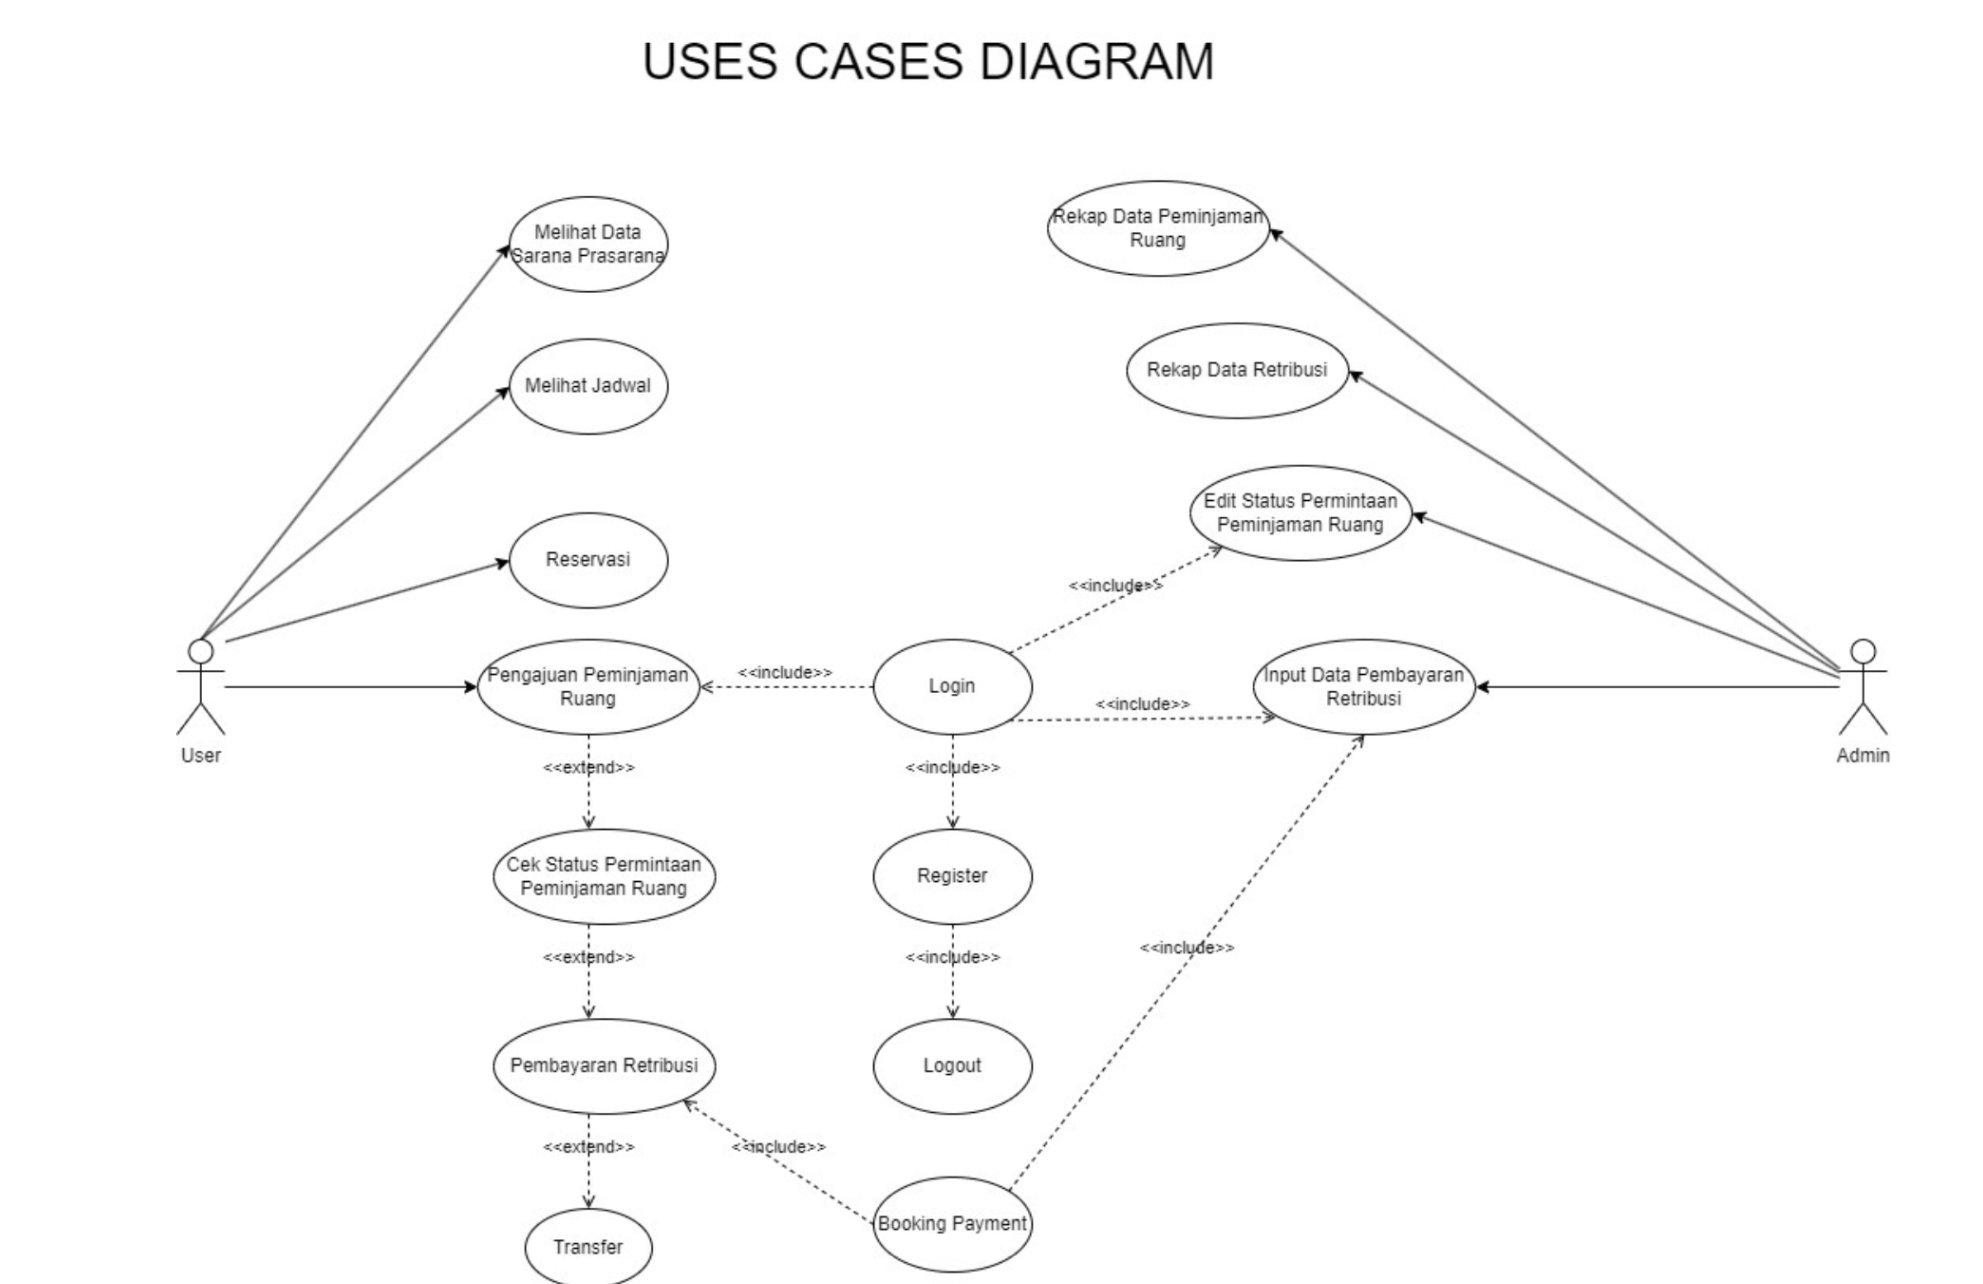 USES CASES DIAGRAM
Melihat Data
Sarana Prasarana
Rekap Data Peminjaman
Ruang
Melihat Jadwal
Rekap Data Retribusi
Reservasi
Edit Status Permintaan
Peminjaman Ruang
<<include>>
Pengajuan Peminjaman
Ruang
<<include>>
Login
<<include>>
Input Data Pembayaran
Retribusi
User
Admin
<<extend>>
<<include>>
Cek Status Permintaan
Peminjaman Ruang
Register
<<extend>>
<<include>>
<<include>>
Pembayaran Retribusi
Logout
<<extend>>
<<include>>
Booking Payment
Transfer